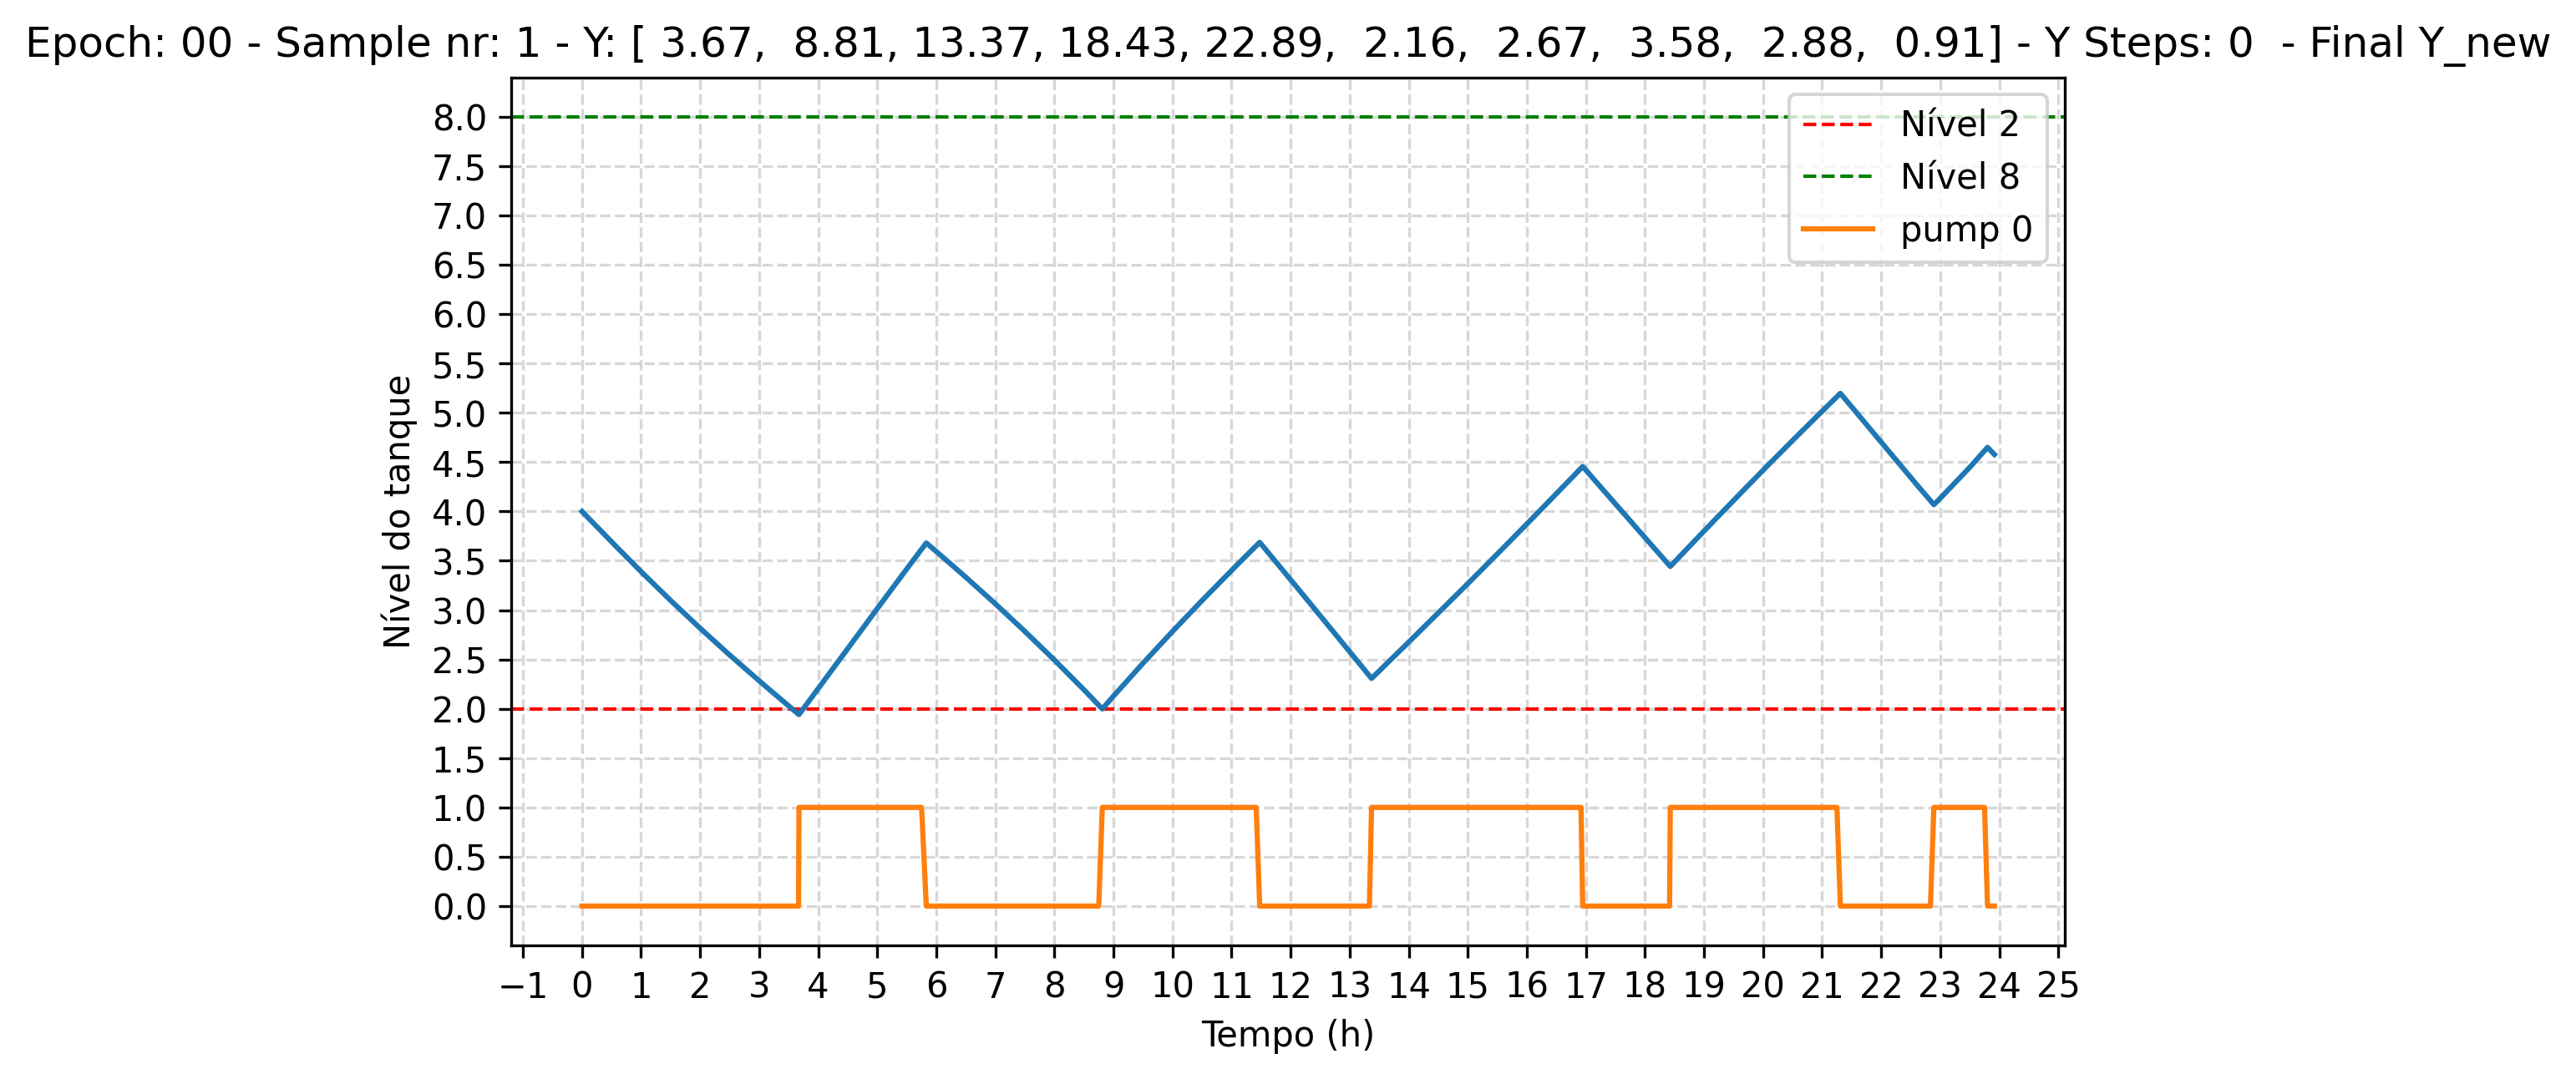 Epoch: 00 - Sample nr: 1 - Y: [ 3.67,  8.81, 13.37, 18.43, 22.89,  2.16,  2.67,  3.58,  2.88,  0.91] - Y Steps: 0  - Final Y_new
8.0
7.5
7.0
6.5
6.0
5.5
5.0
4.5
4.0
3.5
3.0
2.5
2.0
1.5
1.0
0.5
0.0
Nível do tanque
Nível 2
Nível 8
pump 0
−1 0 1 2 3 4 5 6 7 8 9 10 11 12 13 14 15 16 17 18 19 20 21 22 23 24 25
Tempo (h)